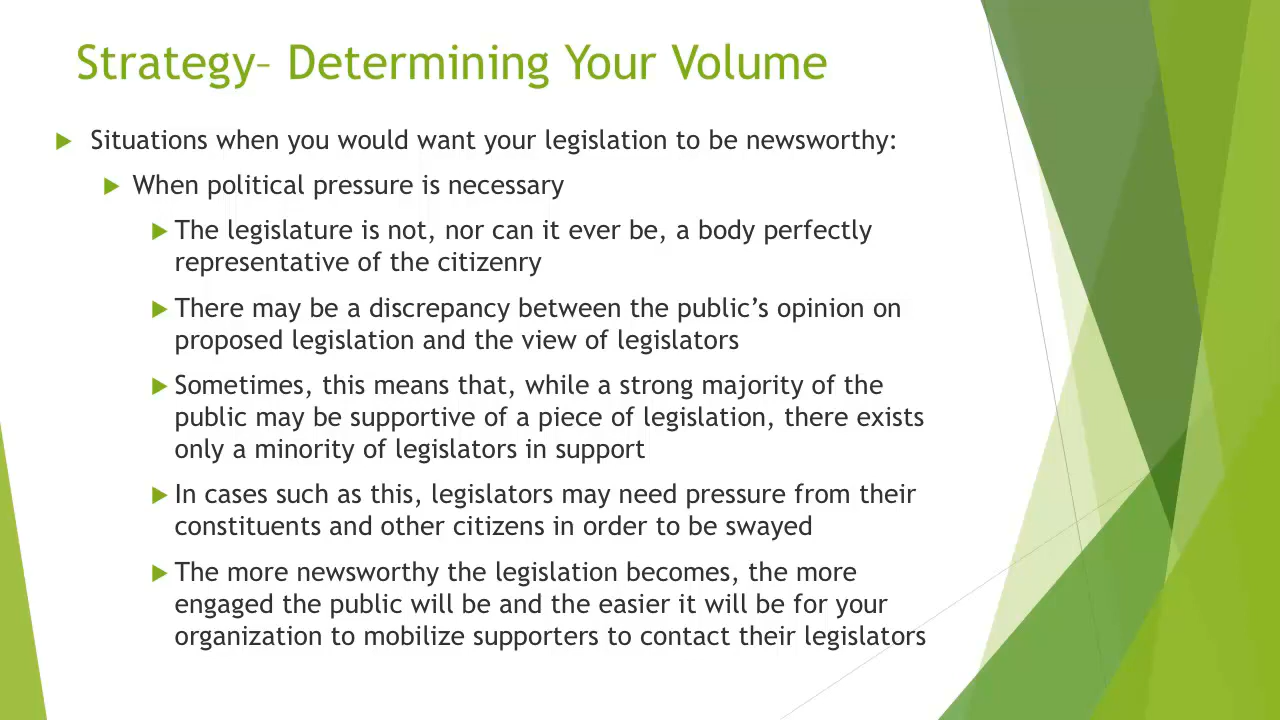 Strategy– Determining Your Volume
Situations when you would want your legislation to be newsworthy:
When political pressure is necessary
The legislature is not, nor can it ever be, a body perfectly
representative of the citizenry
There may be a discrepancy between the public’s opinion on
proposed legislation and the view of legislators
Sometimes, this means that, while a strong majority of the
public may be supportive of a piece of legislation, there exists
only a minority of legislators in support
In cases such as this, legislators may need pressure from their
constituents and other citizens in order to be swayed
The more newsworthy the legislation becomes, the more
engaged the public will be and the easier it will be for your
organization to mobilize supporters to contact their legislators